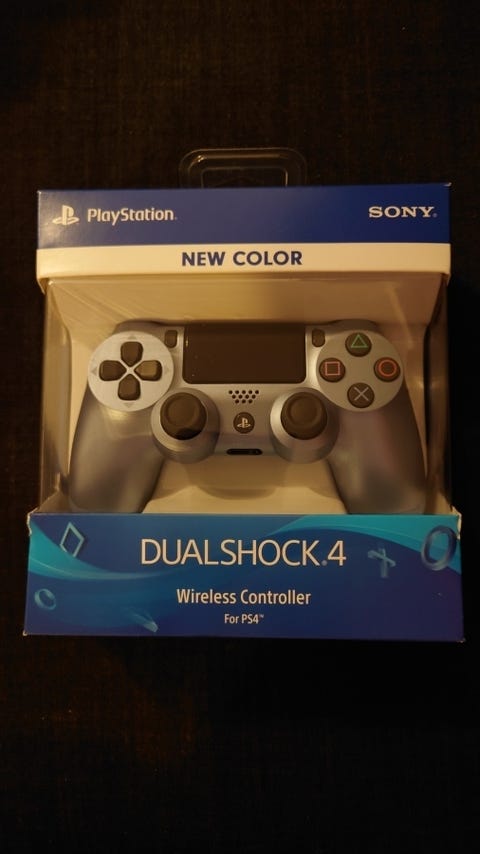 PlayStation®
SONY®
NEW COLOR
DUALSHOCK®4
Wireless Controller
For PS4™